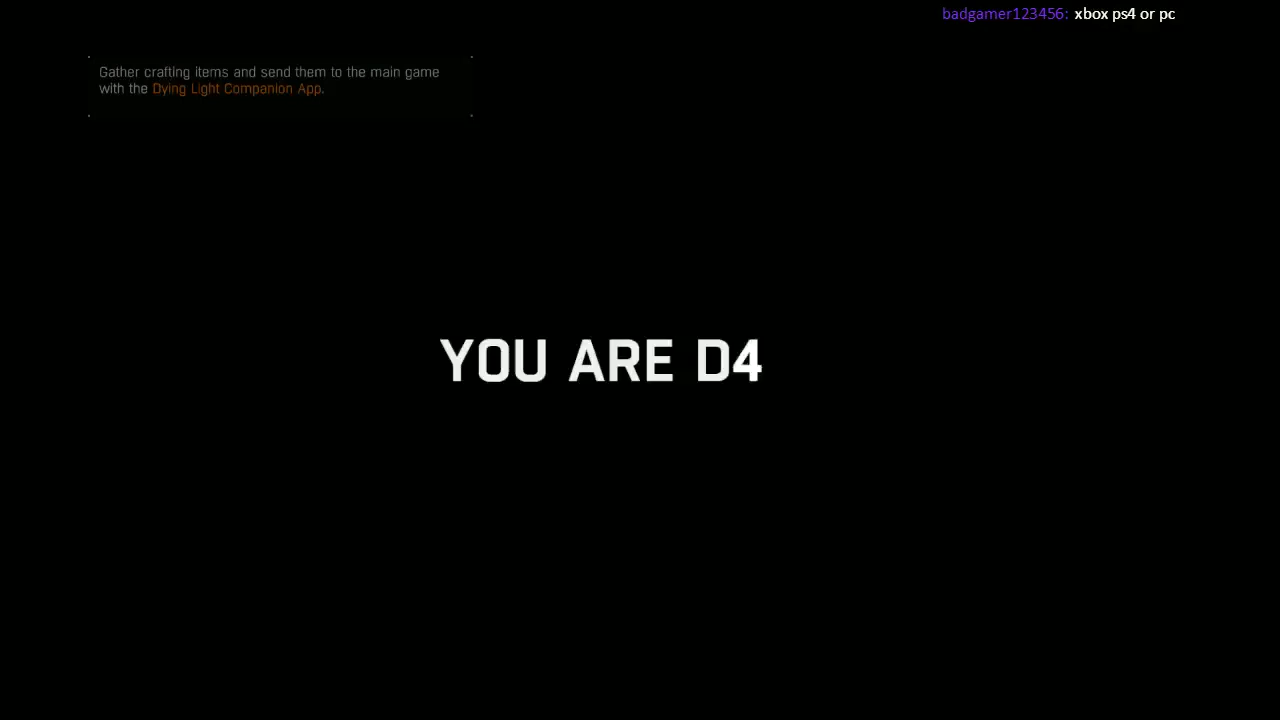 badgamer123456: xbox ps4 or pc
Gather crafting items and send them to the main game
with the Dying Light Companion App.
YOU ARE D4